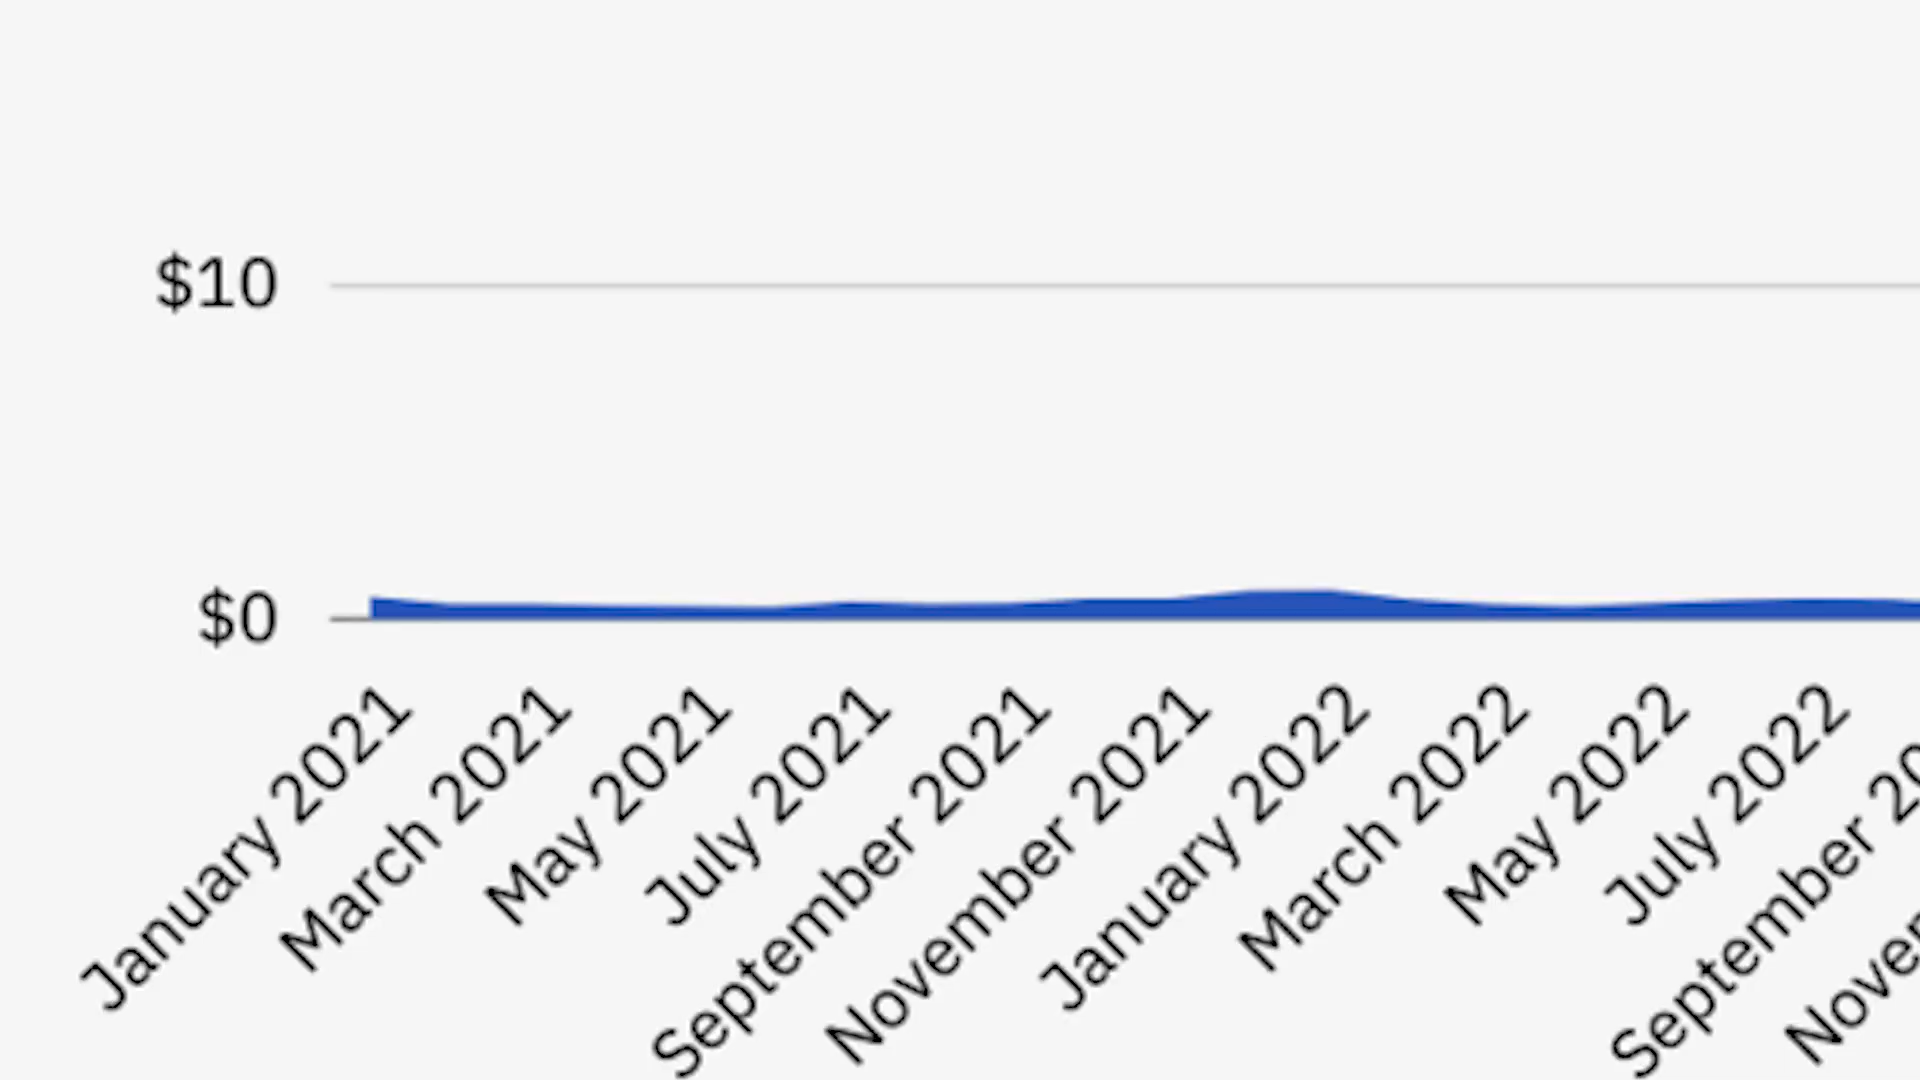 $10
$0
January 2021
March 2021
May 2021
July 2021
September 2021
November 2021
January 2022
March 2022
May 2022
July 2022
September